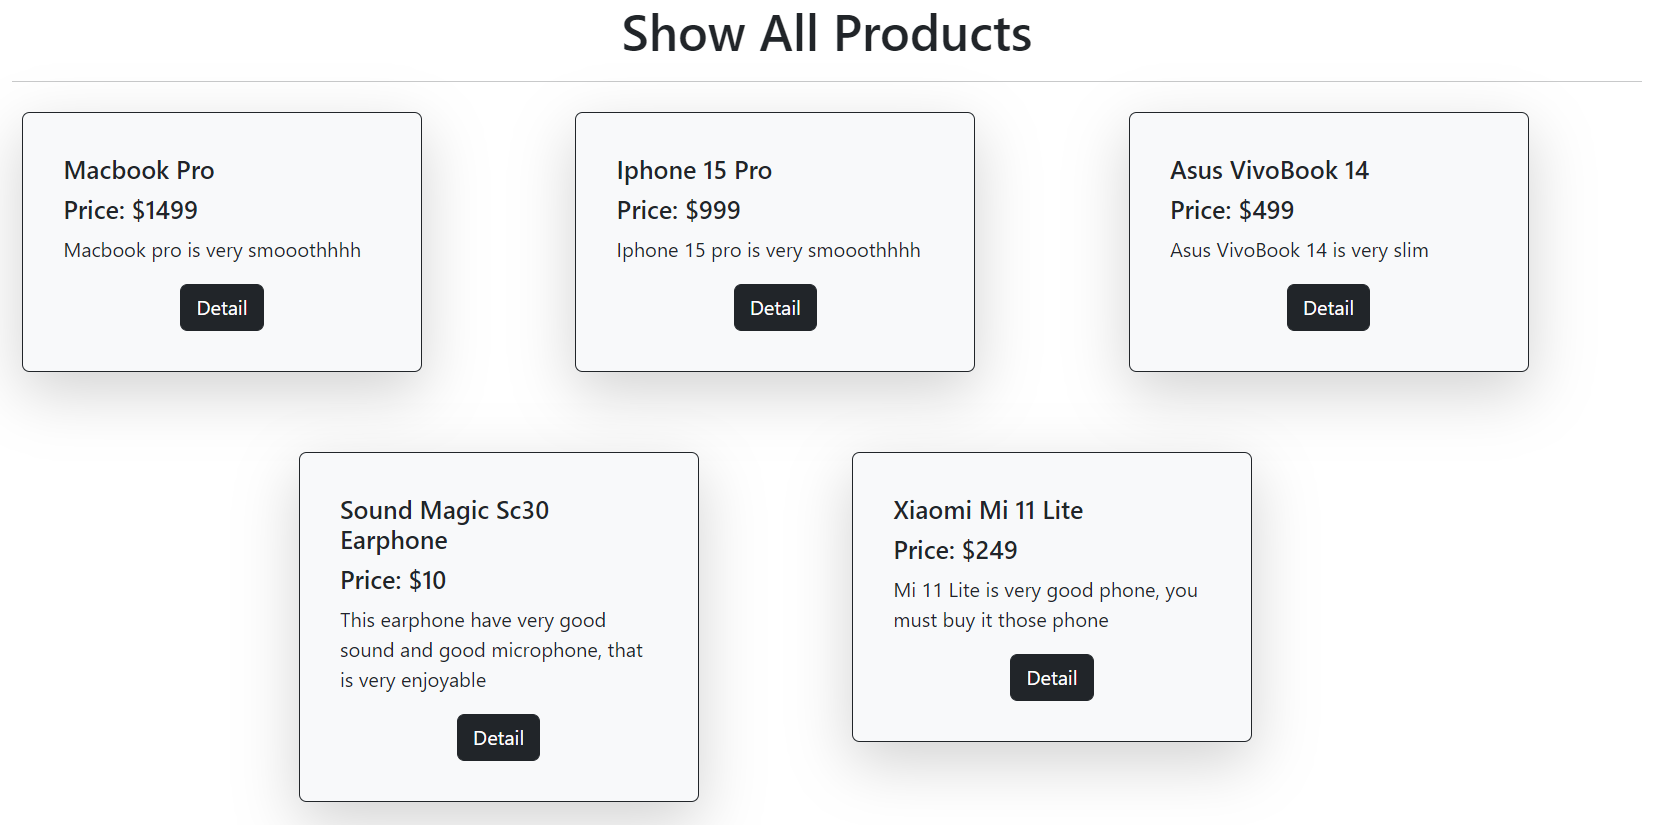 Show All Products
Macbook Pro
Price: $1499
Macbook pro is very smooothhhh
Detail
Iphone 15 Pro
Price: $999
Iphone 15 pro is very smooothhhh
Detail
Asus VivoBook 14
Price: $499
Asus VivoBook 14 is very slim
Detail
Sound Magic Sc30
Earphone
Price: $10
This earphone have very good
sound and good microphone, that
is very enjoyable
Detail
Xiaomi Mi 11 Lite
Price: $249
Mi 11 Lite is very good phone, you
must buy it those phone
Detail